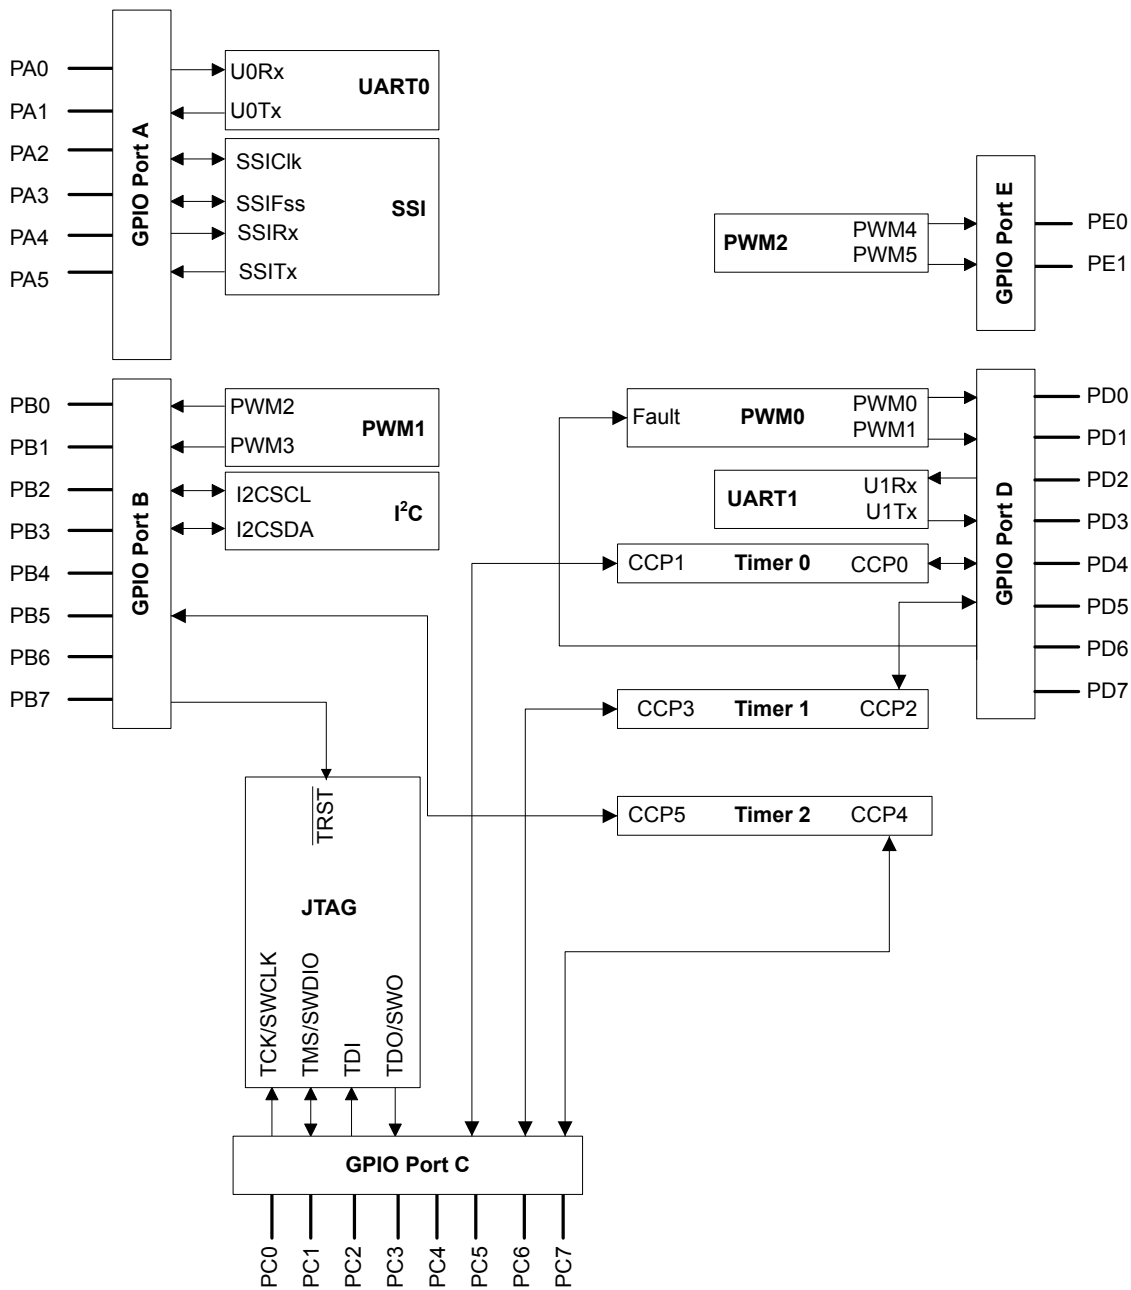 PA0
PA1
PA2
PA3
PA4
PA5
GPIO Port A
U0Rx
U0Tx
UART0
SSIClk
SSIFss
SSIRx
SSITx
SSI
PWM2
PWM4
PWM5
GPIO Port E
PE0
PE1
PB0
PB1
PB2
PB3
PB4
PB5
PB6
PB7
GPIO Port B
PWM2
PWM3
PWM1
I2CSCL
I2CSDA
I²C
Fault
PWM0
PWM0
PWM1
UART1
U1Rx
U1Tx
CCP1 Timer 0 CCP0
CCP3 Timer 1 CCP2
CCP5 Timer 2 CCP4
GPIO Port D
PD0
PD1
PD2
PD3
PD4
PD5
PD6
PD7
TRST
JTAG
TCK/SWCLK
TMS/SWDIO
TDI
TDO/SWO
GPIO Port C
PC0
PC1
PC2
PC3
PC4
PC5
PC6
PC7